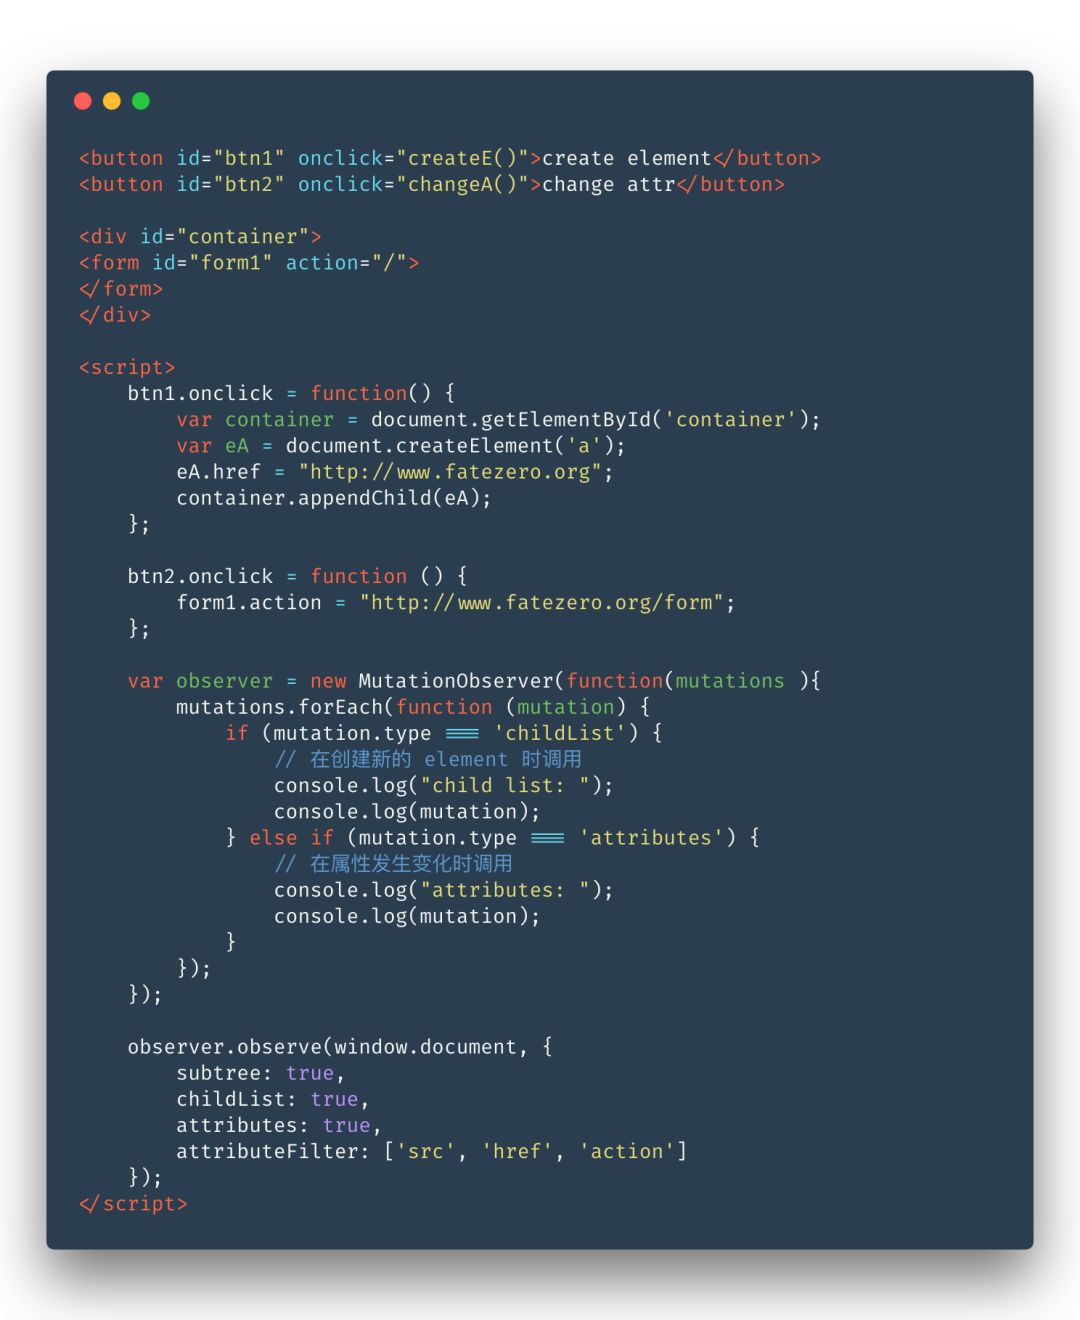 <button id="btn1" onclick="createE()">create element</button>
<button id="btn2" onclick="changeA()">change attr</button>
<div id="container">
<form id="form1" action="/">
</form>
</div>
<script>
    btn1.onclick = function() {
        var container = document.getElementById('container');
        var eA = document.createElement('a');
        eA.href = "http://www.fatezero.org";
        container.appendChild(eA);
    };
    btn2.onclick = function () {
        form1.action = "http://www.fatezero.org/form";
    };
    var observer = new MutationObserver(function(mutations ){
        mutations.forEach(function (mutation) {
            if (mutation.type === 'childList') {
                // 在创建新的 element 时调用
                console.log("child list: ");
                console.log(mutation);
            } else if (mutation.type === 'attributes') {
                // 在属性发生变化时调用
                console.log("attributes: ");
                console.log(mutation);
            }
        });
    });
    observer.observe(window.document, {
        subtree: true,
        childList: true,
        attributes: true,
        attributeFilter: ['src', 'href', 'action']
    });
</script>